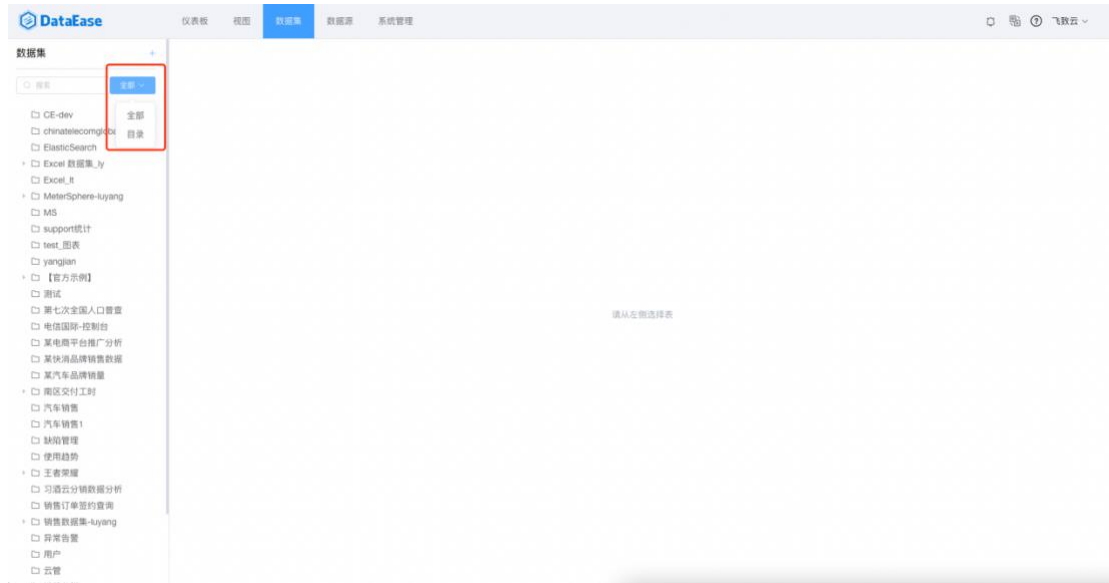 DataEase
仪表板 视图 数据集 数据源 系统管理 飞致云
数据集 +
搜索 全部
全部
目录
CE-dev
chinatelecomgloba
ElasticSearch
Excel 数据集_ly
Excel_lt
MeterSphere-luyang
MS
support统计
test_图表
yangjian
【官方示例】
测试
第七次全国人口普查
电信国际-控制台
某电商平台推广分析
某快消品牌销售数据
某汽车品牌销量
南区交付工时
汽车销售
汽车销售1
缺陷管理
使用趋势
王者荣耀
习酒云分销数据分析
销售订单签约查询
销售数据集-luyang
异常告警
用户
云管
请从左侧选择表